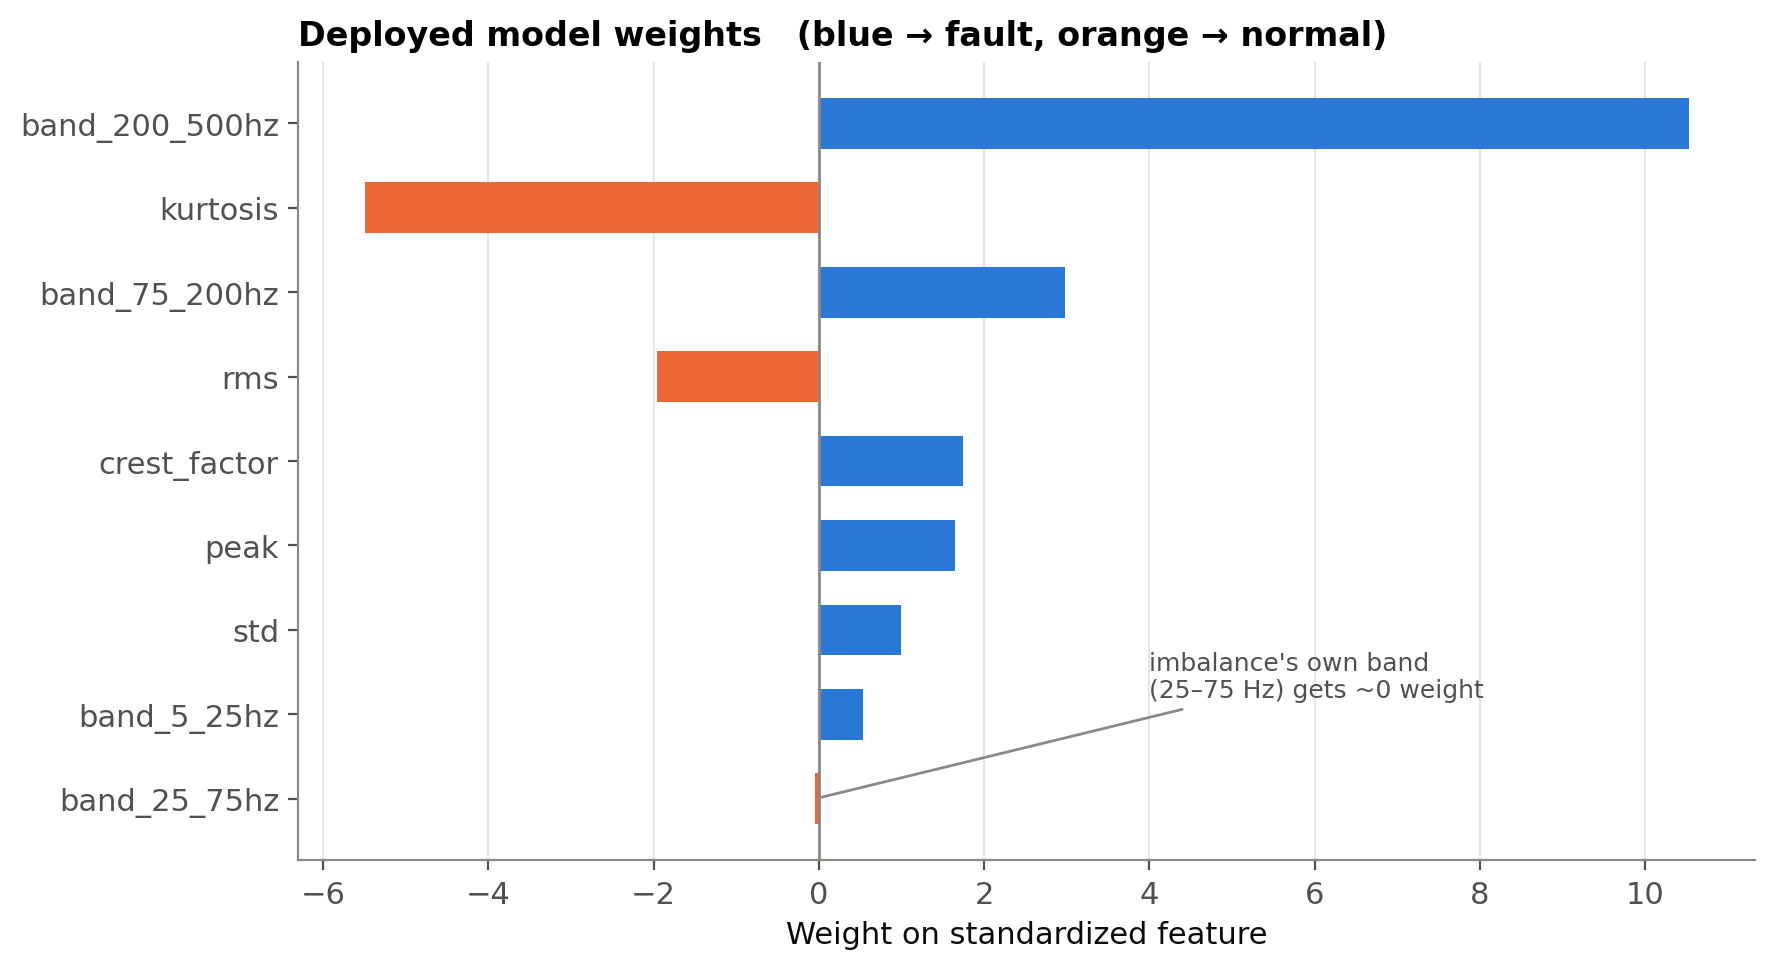 Deployed model weights (blue → fault, orange → normal)
band_200_500hz
kurtosis
band_75_200hz
rms
crest_factor
peak
std
imbalance's own band
(25–75 Hz) gets ~0 weight
band_5_25hz
band_25_75hz
−6 −4 −2 0 2 4 6 8 10
Weight on standardized feature